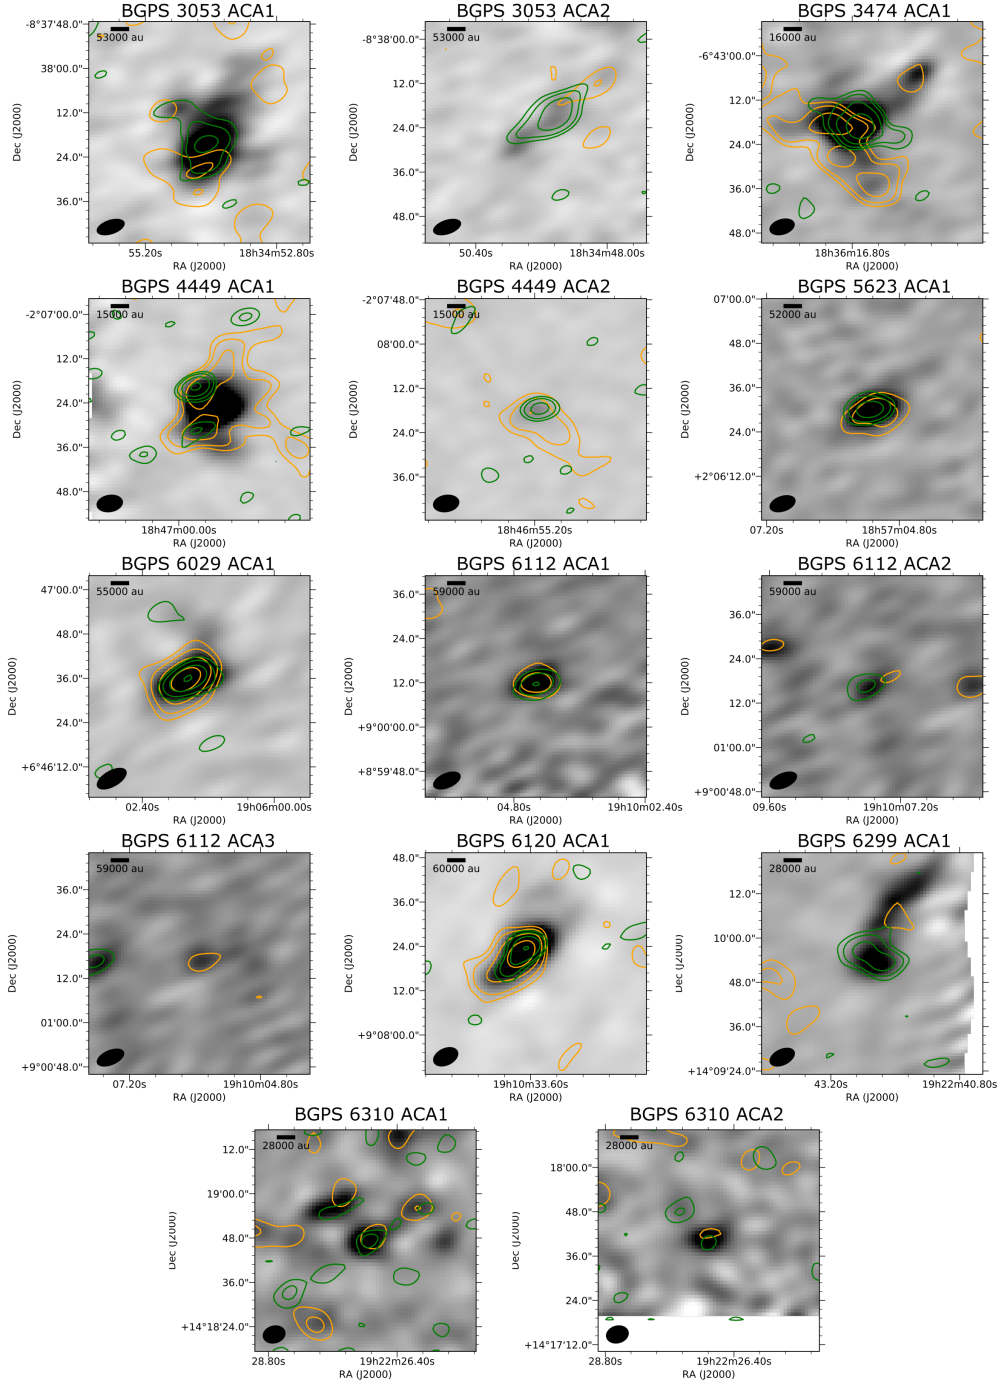 BGPS 3053 ACA1
53000 au
-8°37'48.0"
38'00.0"
12.0"
24.0"
36.0"
Dec (J2000)
55.20s
18h34m52.80s
RA (J2000)
BGPS 3053 ACA2
53000 au
-8°38'00.0"
12.0"
24.0"
36.0"
48.0"
Dec (J2000)
50.40s
18h34m48.00s
RA (J2000)
BGPS 3474 ACA1
16000 au
-6°43'00.0"
12.0"
24.0"
36.0"
48.0"
Dec (J2000)
18h36m16.80s
RA (J2000)
BGPS 4449 ACA1
15000 au
-2°07'00.0"
12.0"
24.0"
36.0"
48.0"
Dec (J2000)
18h47m00.00s
RA (J2000)
BGPS 4449 ACA2
15000 au
-2°07'48.0"
08'00.0"
12.0"
24.0"
36.0"
Dec (J2000)
18h46m55.20s
RA (J2000)
BGPS 5623 ACA1
52000 au
07'00.0"
48.0"
36.0"
24.0"
+2°06'12.0"
Dec (J2000)
07.20s
18h57m04.80s
RA (J2000)
BGPS 6029 ACA1
55000 au
47'00.0"
48.0"
36.0"
24.0"
+6°46'12.0"
Dec (J2000)
02.40s
19h06m00.00s
RA (J2000)
BGPS 6112 ACA1
59000 au
36.0"
24.0"
12.0"
+9°00'00.0"
+8°59'48.0"
Dec (J2000)
04.80s
19h10m02.40s
RA (J2000)
BGPS 6112 ACA2
59000 au
36.0"
24.0"
12.0"
01'00.0"
+9°00'48.0"
Dec (J2000)
09.60s
19h10m07.20s
RA (J2000)
BGPS 6112 ACA3
59000 au
36.0"
24.0"
12.0"
01'00.0"
+9°00'48.0"
Dec (J2000)
07.20s
19h10m04.80s
RA (J2000)
BGPS 6120 ACA1
60000 au
48.0"
36.0"
24.0"
12.0"
+9°08'00.0"
Dec (J2000)
19h10m33.60s
RA (J2000)
BGPS 6299 ACA1
28000 au
12.0"
10'00.0"
48.0"
36.0"
+14°09'24.0"
Dec (J2000)
43.20s
19h22m40.80s
RA (J2000)
BGPS 6310 ACA1
28000 au
12.0"
19'00.0"
48.0"
36.0"
+14°18'24.0"
Dec (J2000)
28.80s
19h22m26.40s
RA (J2000)
BGPS 6310 ACA2
28000 au
18'00.0"
48.0"
36.0"
24.0"
+14°17'12.0"
Dec (J2000)
28.80s
19h22m26.40s
RA (J2000)